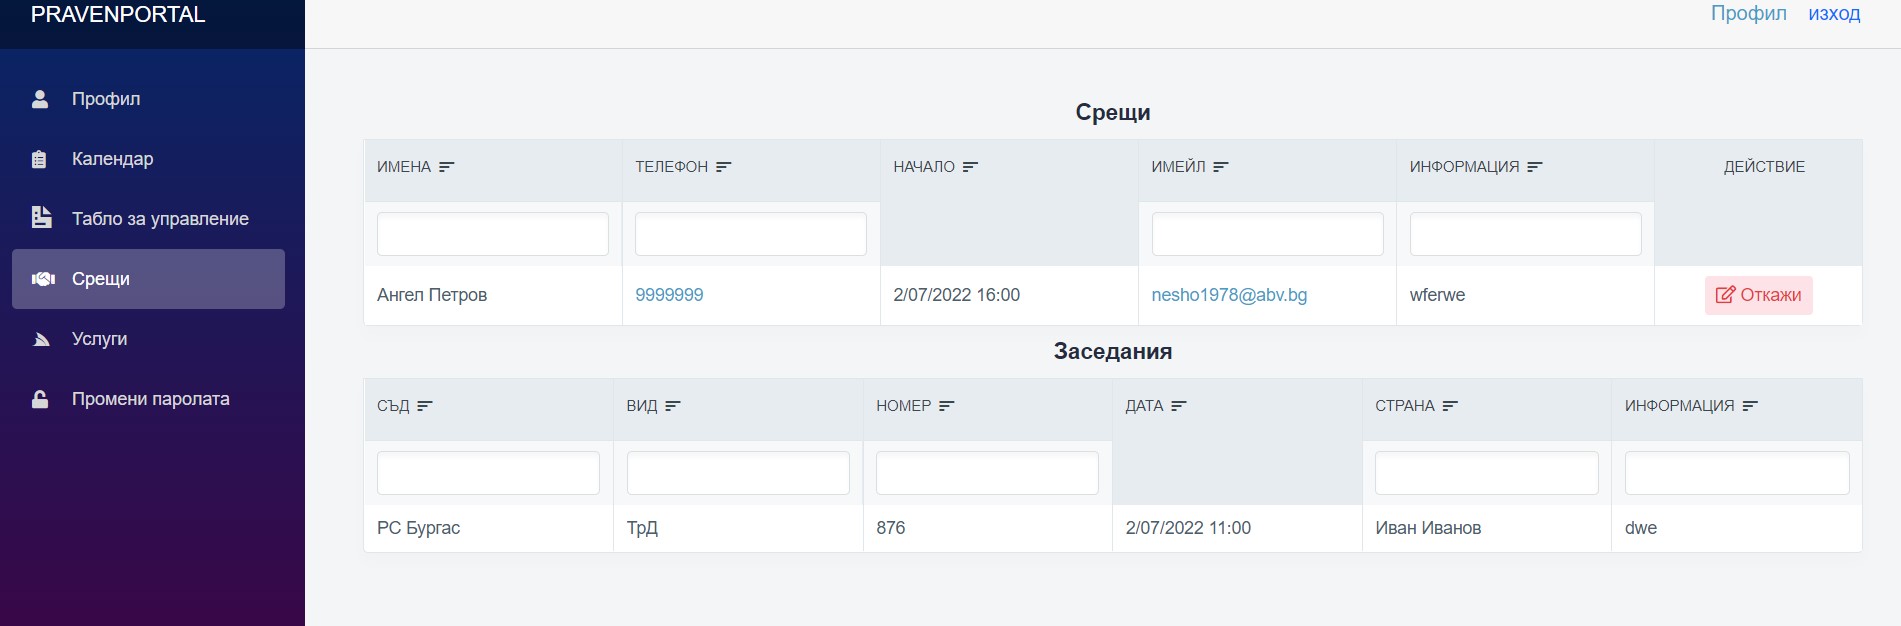 PRAVENPORTAL
Профил изход
Профил
Календар
Табло за управление
Срещи
Услуги
Промени паролата
Срещи
ИМЕНА ТЕЛЕФОН НАЧАЛО ИМЕЙЛ ИНФОРМАЦИЯ ДЕЙСТВИЕ
Ангел Петров 9999999 2/07/2022 16:00 nesho1978@abv.bg wferwe Откажи
Заседания
СЪД ВИД НОМЕР ДАТА СТРАНА ИНФОРМАЦИЯ
РС Бургас ТрД 876 2/07/2022 11:00 Иван Иванов dwe